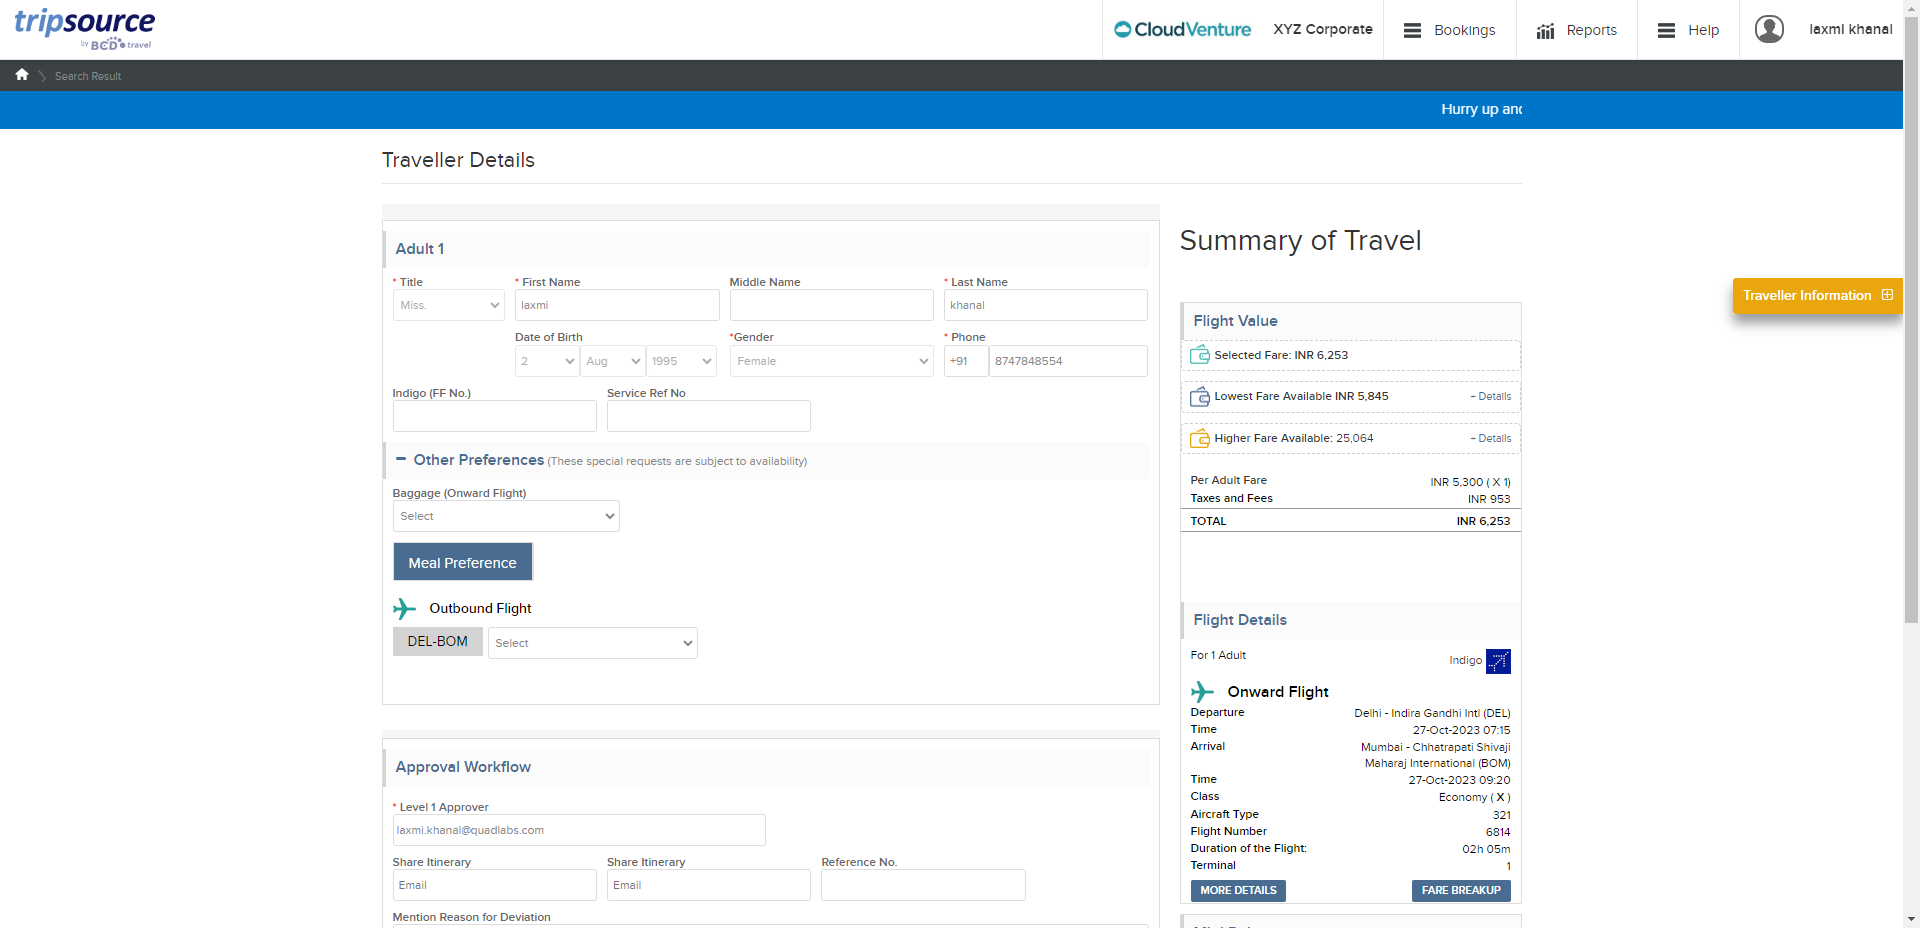 tripsource
by BCD travel
CloudVenture
XYZ Corporate
Bookings
Reports
Help
laxmi khanal
Search Result
Hurry up and
Traveller Details
Adult 1
* Title
* First Name
Middle Name
* Last Name
Miss.
laxmi
khanal
Date of Birth
*Gender
* Phone
2
Aug
1995
Female
+91
8747848554
Indigo (FF No.)
Service Ref No
− Other Preferences (These special requests are subject to availability)
Baggage (Onward Flight)
Select
Meal Preference
Outbound Flight
DEL-BOM
Select
Approval Workflow
* Level 1 Approver
laxmi.khanal@quadlabs.com
Share Itinerary
Share Itinerary
Reference No.
Email
Email
Mention Reason for Deviation
Summary of Travel
Traveller Information
Flight Value
Selected Fare: INR 6,253
Lowest Fare Available INR 5,845
+ Details
Higher Fare Available: 25,064
+ Details
Per Adult Fare INR 5,300 ( X 1)
Taxes and Fees INR 953
TOTAL INR 6,253
Flight Details
For 1 Adult
Indigo
Onward Flight
Departure Delhi - Indira Gandhi Intl (DEL)
Time 27-Oct-2023 07:15
Arrival Mumbai - Chhatrapati Shivaji
Maharaj International (BOM)
Time 27-Oct-2023 09:20
Class Economy ( X )
Aircraft Type 321
Flight Number 6814
Duration of the Flight: 02h 05m
Terminal 1
MORE DETAILS
FARE BREAKUP